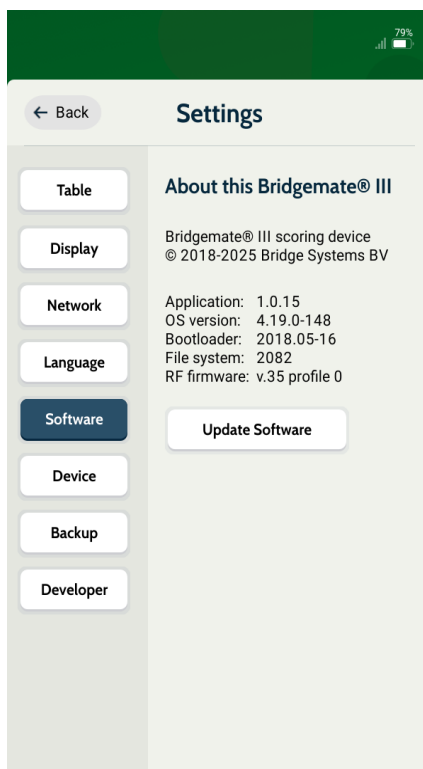 79%
← Back
Settings
Table
Display
Network
Language
Software
Device
Backup
Developer
About this Bridgemate® III
Bridgemate® III scoring device
© 2018-2025 Bridge Systems BV
Application: 1.0.15
OS version: 4.19.0-148
Bootloader: 2018.05-16
File system: 2082
RF firmware: v.35 profile 0
Update Software